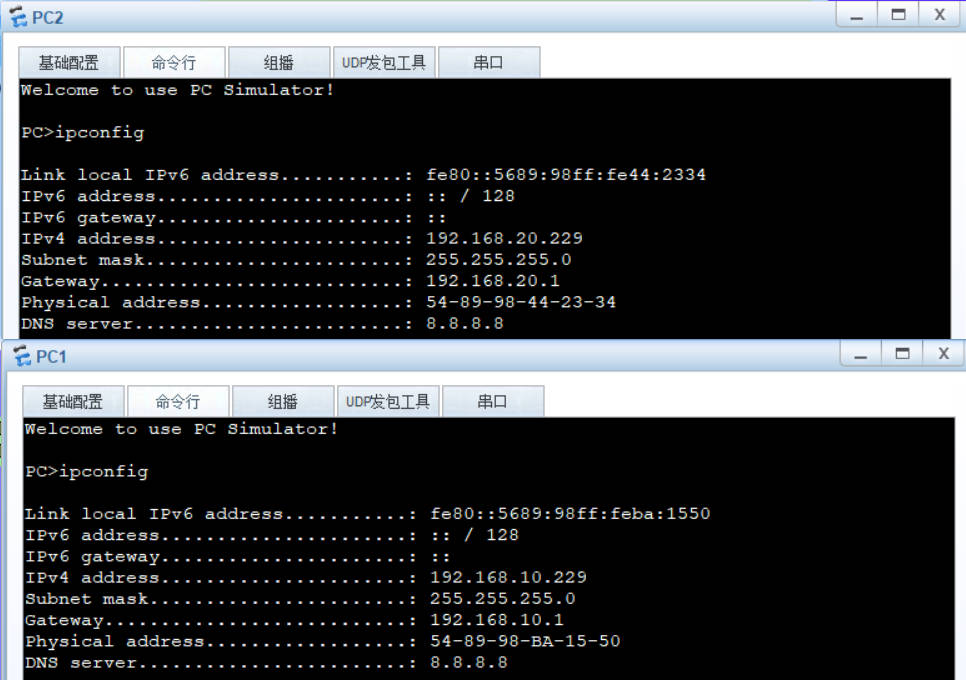 PC2
基础配置 命令行 组播 UDP发包工具 串口
Welcome to use PC Simulator!
PC>ipconfig
Link local IPv6 address...........: fe80::5689:98ff:fe44:2334
IPv6 address......................: :: / 128
IPv6 gateway......................: ::
IPv4 address......................: 192.168.20.229
Subnet mask.......................: 255.255.255.0
Gateway...........................: 192.168.20.1
Physical address..................: 54-89-98-44-23-34
DNS server........................: 8.8.8.8
PC1
基础配置 命令行 组播 UDP发包工具 串口
Welcome to use PC Simulator!
PC>ipconfig
Link local IPv6 address...........: fe80::5689:98ff:feba:1550
IPv6 address......................: :: / 128
IPv6 gateway......................: ::
IPv4 address......................: 192.168.10.229
Subnet mask.......................: 255.255.255.0
Gateway...........................: 192.168.10.1
Physical address..................: 54-89-98-BA-15-50
DNS server........................: 8.8.8.8